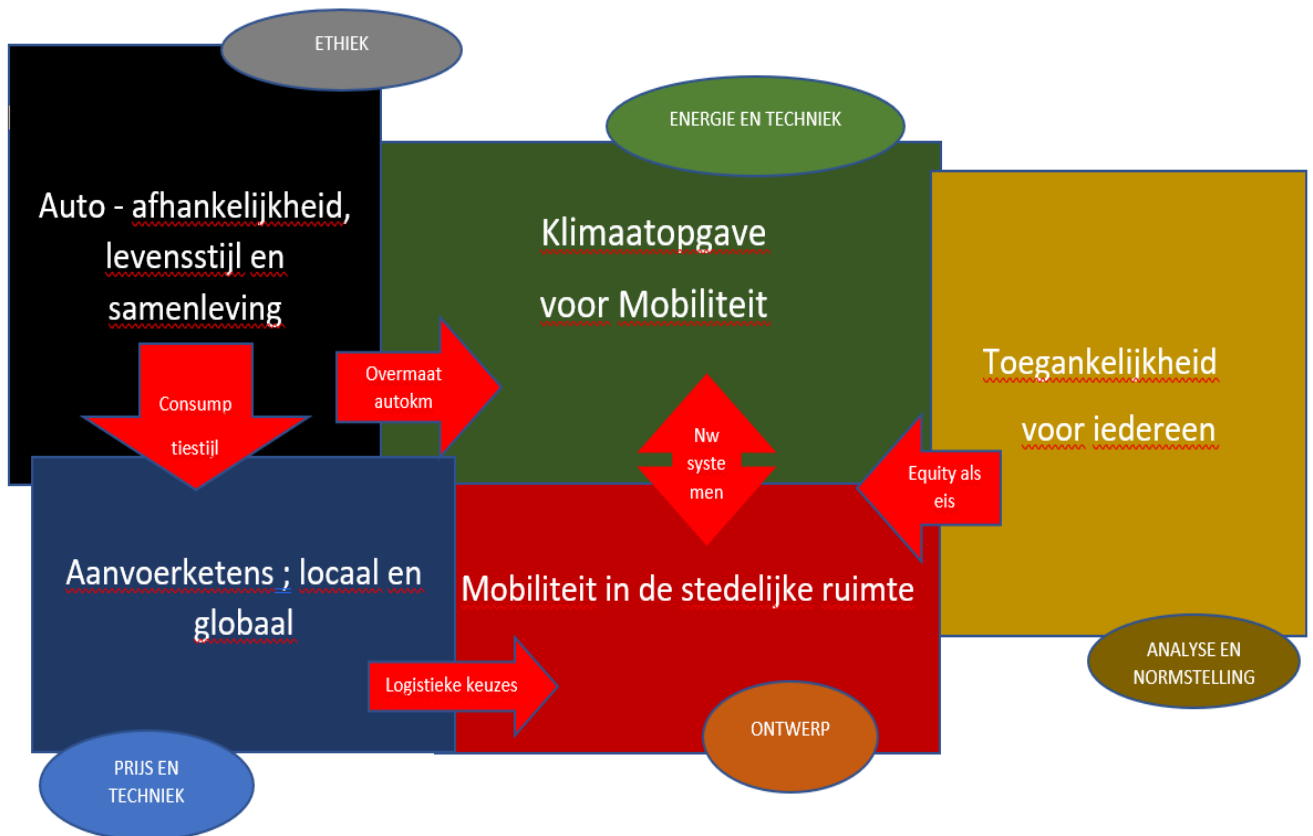 ETHIEK
ENERGIE EN TECHNIEK
Auto - afhankelijkheid,
levensstijl en
samenleving
Klimaatopgave
voor Mobiliteit
Toegankelijkheid
voor iedereen
Consump
tiestijl
Overmaat
autokm
Nw
syste
men
Equity als
eis
Aanvoerketens ; locaal en
globaal
Mobiliteit in de stedelijke ruimte
Logistieke keuzes
ANALYSE EN
NORMSTELLING
ONTWERP
PRIJS EN
TECHNIEK